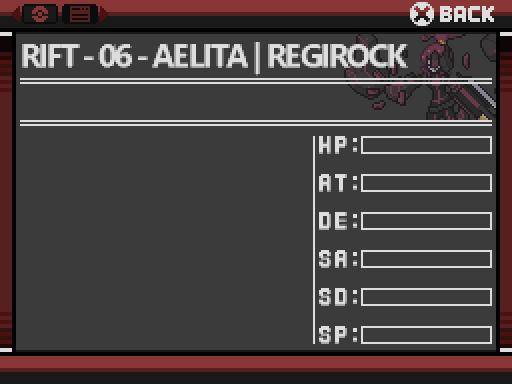 BACK
RIFT - 06 - AELITA | REGIROCK
HP:
AT:
DE:
SA:
SD:
SP: